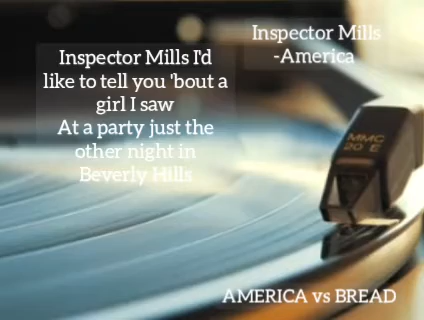 Inspector Mills
-America
Inspector Mills I'd
like to tell you 'bout a
girl I saw
At a party just the
other night in
Beverly Hills
MMC
20 E
AMERICA vs BREAD